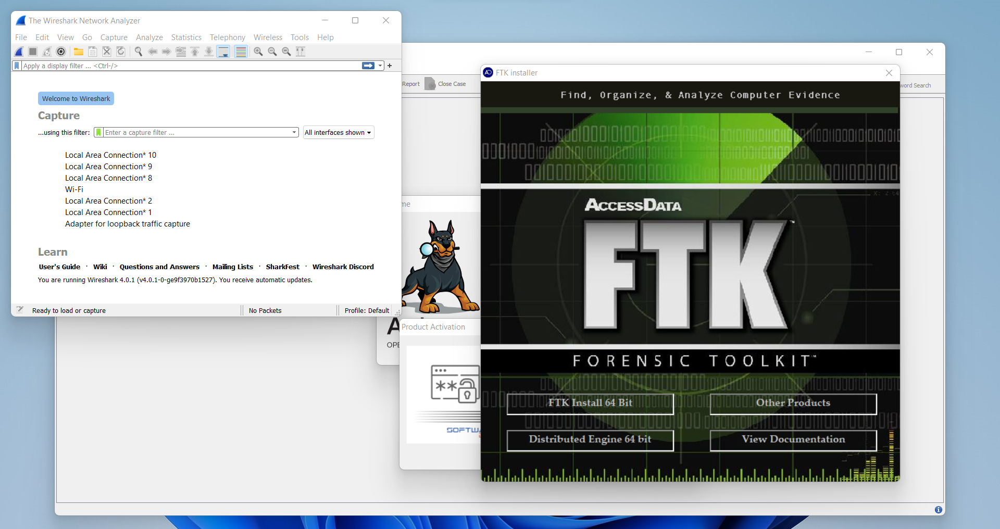 The Wireshark Network Analyzer
File Edit View Go Capture Analyze Statistics Telephony Wireless Tools Help
Apply a display filter ... <Ctrl-/>
Welcome to Wireshark
Capture
...using this filter: Enter a capture filter ... All interfaces shown
Local Area Connection* 10
Local Area Connection* 9
Local Area Connection* 8
Wi-Fi
Local Area Connection* 2
Local Area Connection* 1
Adapter for loopback traffic capture
Learn
User's Guide · Wiki · Questions and Answers · Mailing Lists · SharkFest · Wireshark Discord
You are running Wireshark 4.0.1 (v4.0.1-0-ge9f3970b1527). You receive automatic updates.
Ready to load or capture No Packets Profile: Default
Report Close Case
Search
Product Activation
FTK installer
Find, Organize, & Analyze Computer Evidence
ACCESSDATA
FTK™
FORENSIC TOOLKIT™
FTK Install 64 Bit
Other Products
Distributed Engine 64 bit
View Documentation